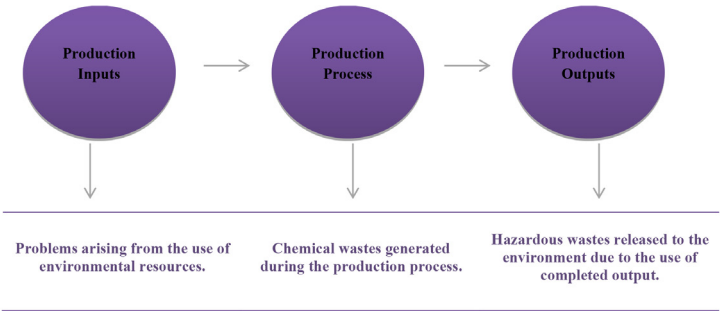 Production
Inputs
Production
Process
Production
Outputs
Problems arising from the use of
environmental resources.
Chemical wastes generated
during the production process.
Hazardous wastes released to the
environment due to the use of
completed output.